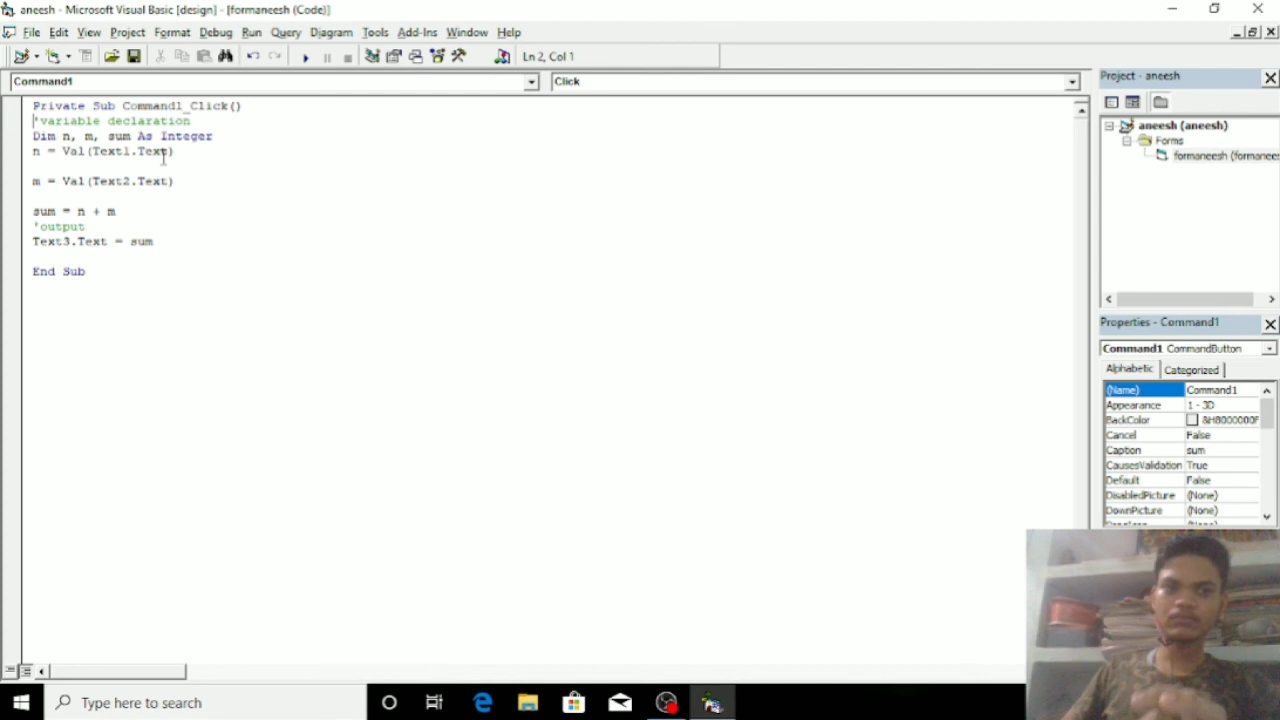 aneesh - Microsoft Visual Basic [design] - [formaneesh (Code)]
File Edit View Project Format Debug Run Query Diagram Tools Add-Ins Window Help
Ln 2, Col 1
Command1
Click
Private Sub Command1_Click()
'variable declaration
Dim n, m, sum As Integer
n = Val(Text1.Text)
m = Val(Text2.Text)
sum = n + m
'output
Text3.Text = sum
End Sub
Project - aneesh
aneesh (aneesh)
Forms
formaneesh (formanees
Properties - Command1
Command1 CommandButton
Alphabetic Categorized
(Name) Command1
Appearance 1 - 3D
BackColor &H8000000F
Cancel False
Caption sum
CausesValidation True
Default False
DisabledPicture (None)
DownPicture (None)
Type here to search